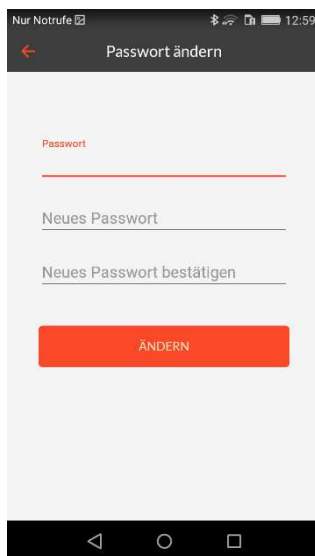 Nur Notrufe 12:59
Passwort ändern
Passwort
Neues Passwort
Neues Passwort bestätigen
ÄNDERN